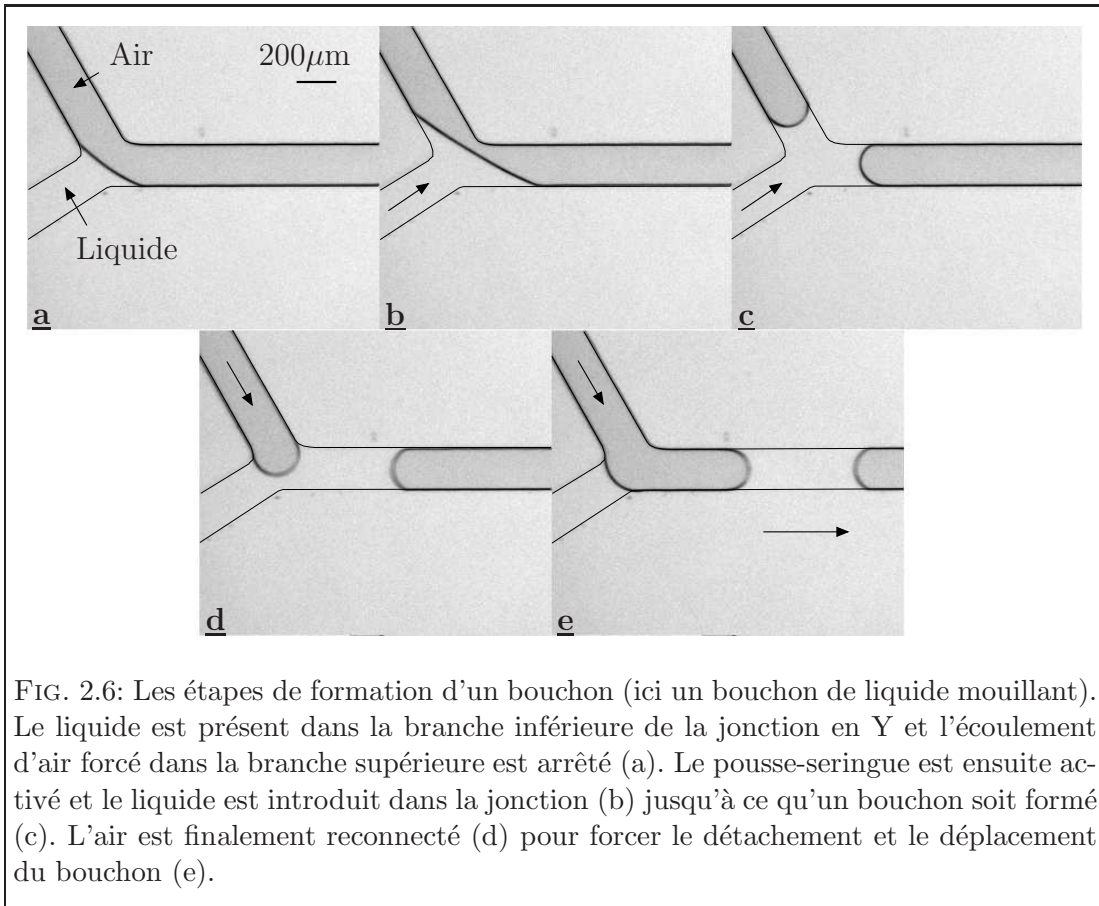 Air
200μm
Liquide
a
b
c
d
e
FIG. 2.6: Les étapes de formation d'un bouchon (ici un bouchon de liquide mouillant).
Le liquide est présent dans la branche inférieure de la jonction en Y et l'écoulement
d'air forcé dans la branche supérieure est arrêté (a). Le pousse-seringue est ensuite ac-
tivé et le liquide est introduit dans la jonction (b) jusqu'à ce qu'un bouchon soit formé
(c). L'air est finalement reconnecté (d) pour forcer le détachement et le déplacement
du bouchon (e).